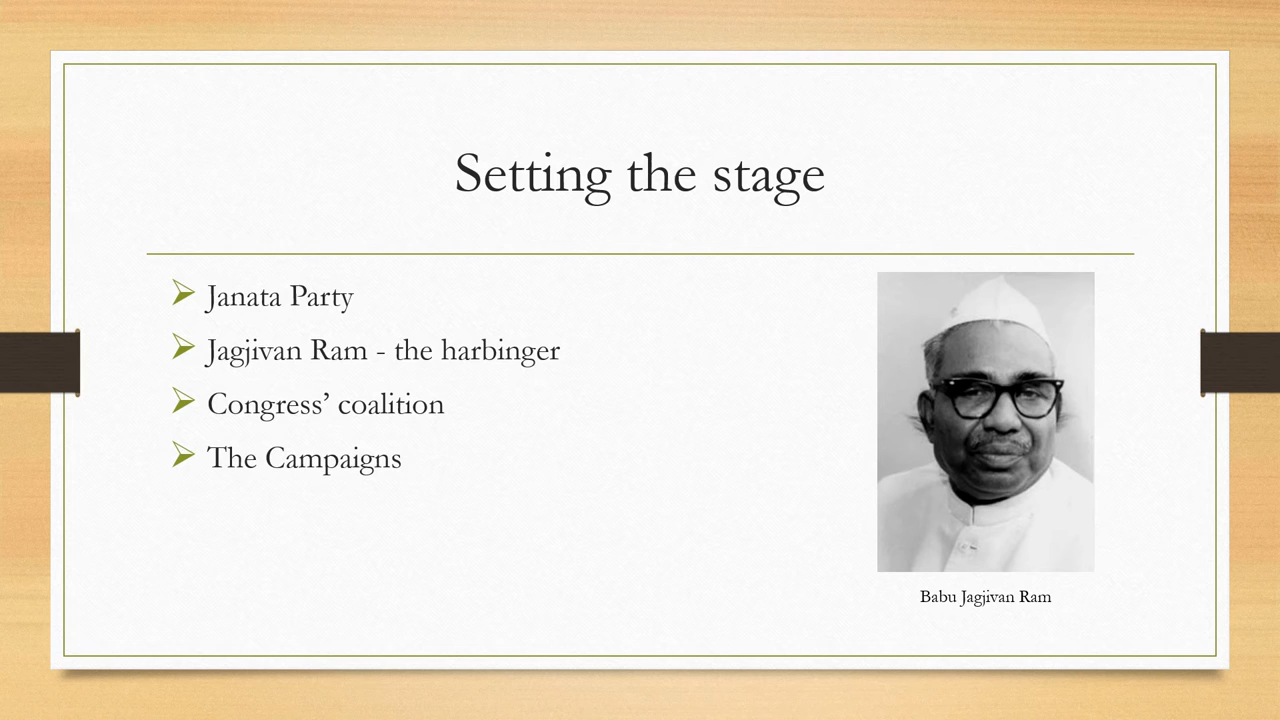 Setting the stage
Janata Party
Jagjivan Ram - the harbinger
Congress’ coalition
The Campaigns
Babu Jagjivan Ram